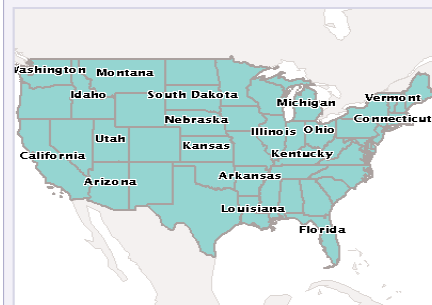 Washington
Montana
Idaho
South Dakota
Michigan
Vermont
Nebraska
Connecticut
Illinois
Ohio
Utah
Kansas
California
Kentucky
Arizona
Arkansas
Louisiana
Florida